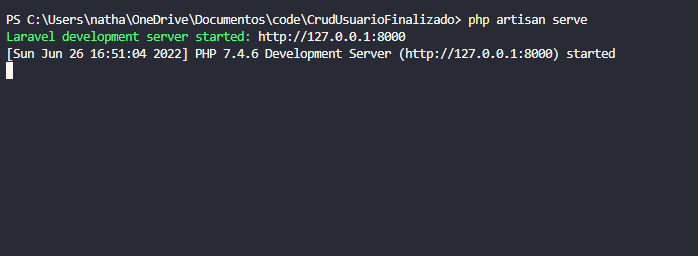 PS C:\Users\natha\OneDrive\Documentos\code\CrudUsuarioFinalizado> php artisan serve
Laravel development server started: http://127.0.0.1:8000
[Sun Jun 26 16:51:04 2022] PHP 7.4.6 Development Server (http://127.0.0.1:8000) started